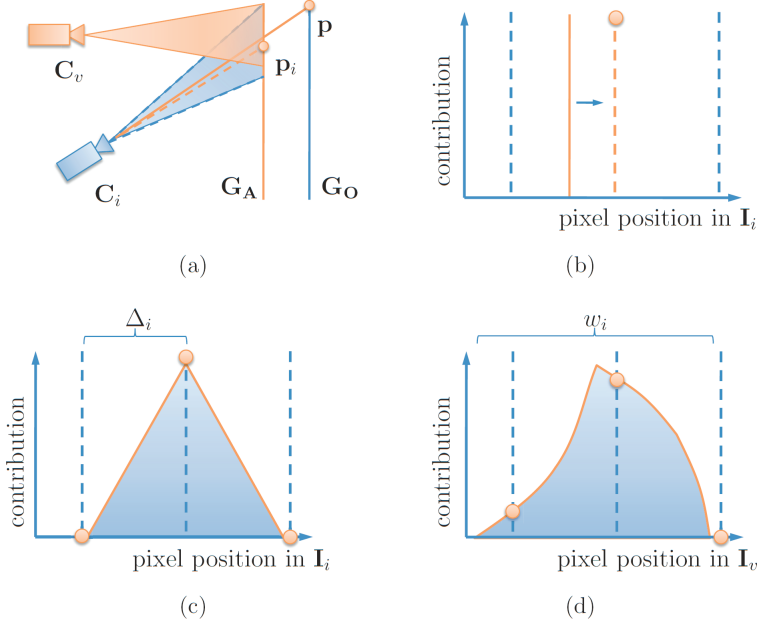 C_v
p
p_i
C_i
G_A
G_O
(a)
contribution
pixel position in I_i
(b)
Δ_i
contribution
pixel position in I_i
(c)
w_i
contribution
pixel position in I_v
(d)